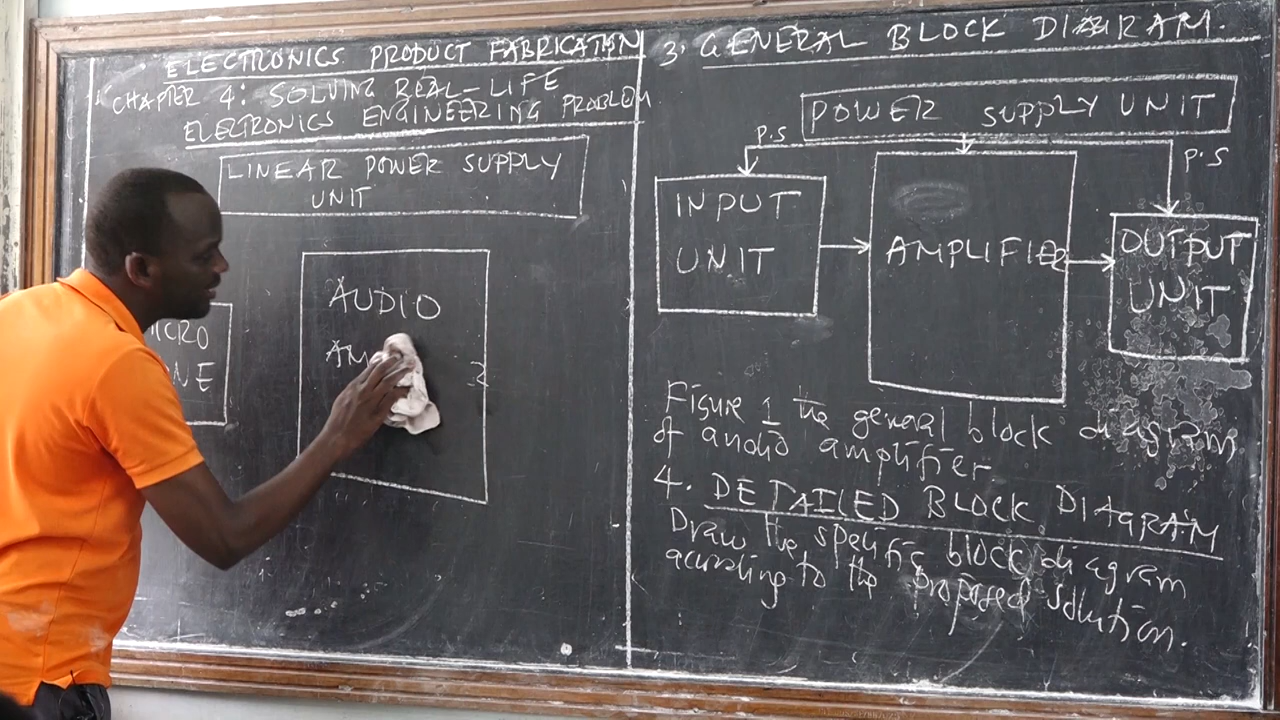 ELECTRONICS PRODUCT FABRICATION
CHAPTER 4: SOLVING REAL-LIFE
ELECTRONICS ENGINEERING PROBLEM
LINEAR POWER SUPPLY
UNIT
AUDIO
AM
3. GENERAL BLOCK DIAGRAM.
POWER SUPPLY UNIT
P.S
P.S
INPUT
UNIT
AMPLIFIER
OUTPUT
UNIT
Figure 1 the general block diagram
of audio amplifier.
4. DETAILED BLOCK DIAGRAM
Draw the specific block diagram
according to the proposed solution.